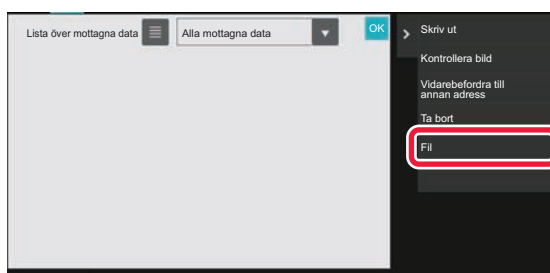 Lista över mottagna data
Alla mottagna data
OK
Skriv ut
Kontrollera bild
Vidarebefordra till
annan adress
Ta bort
Fil